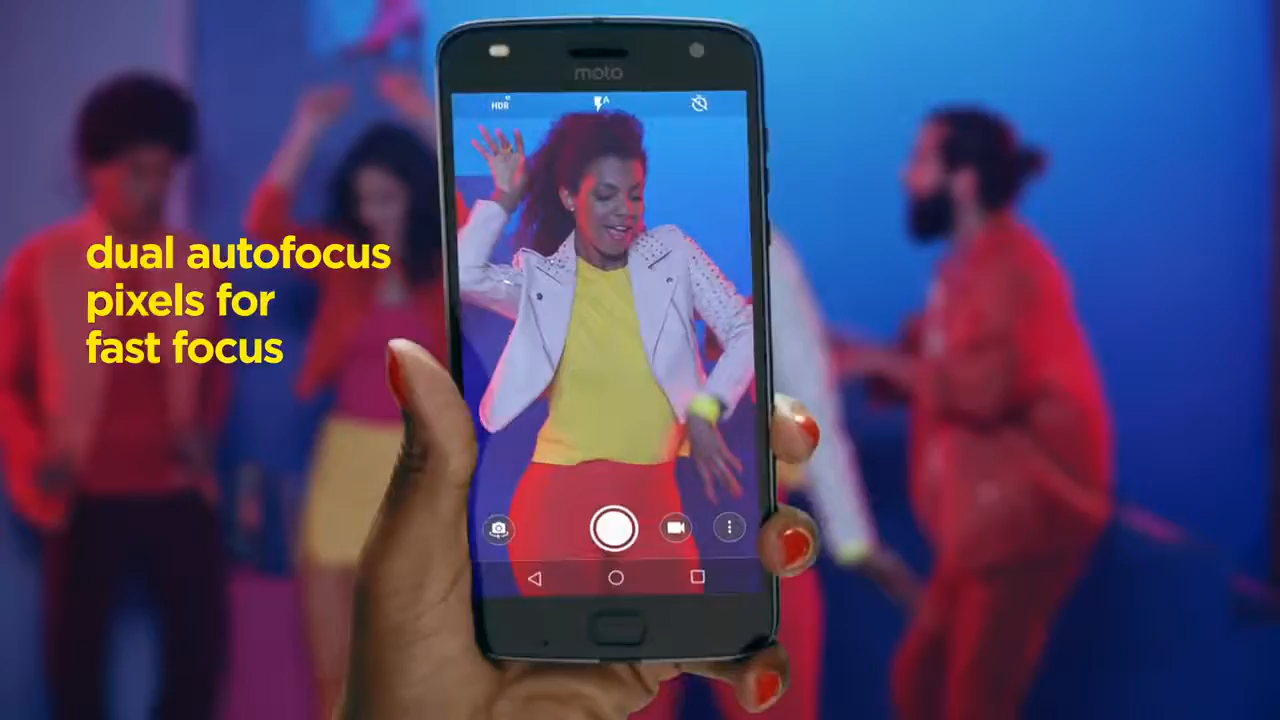 moto
HDR
A
dual autofocus
pixels for
fast focus